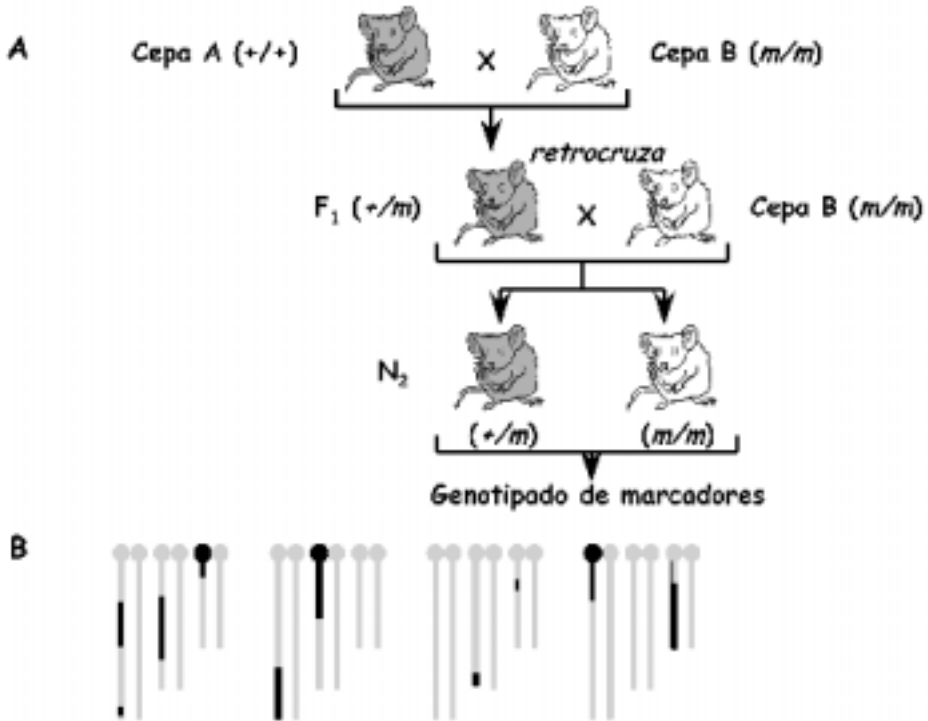 A
Cepa A (+/+) X Cepa B (m/m)
retrocruza
F1 (+/m) X Cepa B (m/m)
N2
(+/m) (m/m)
Genotipado de marcadores
B